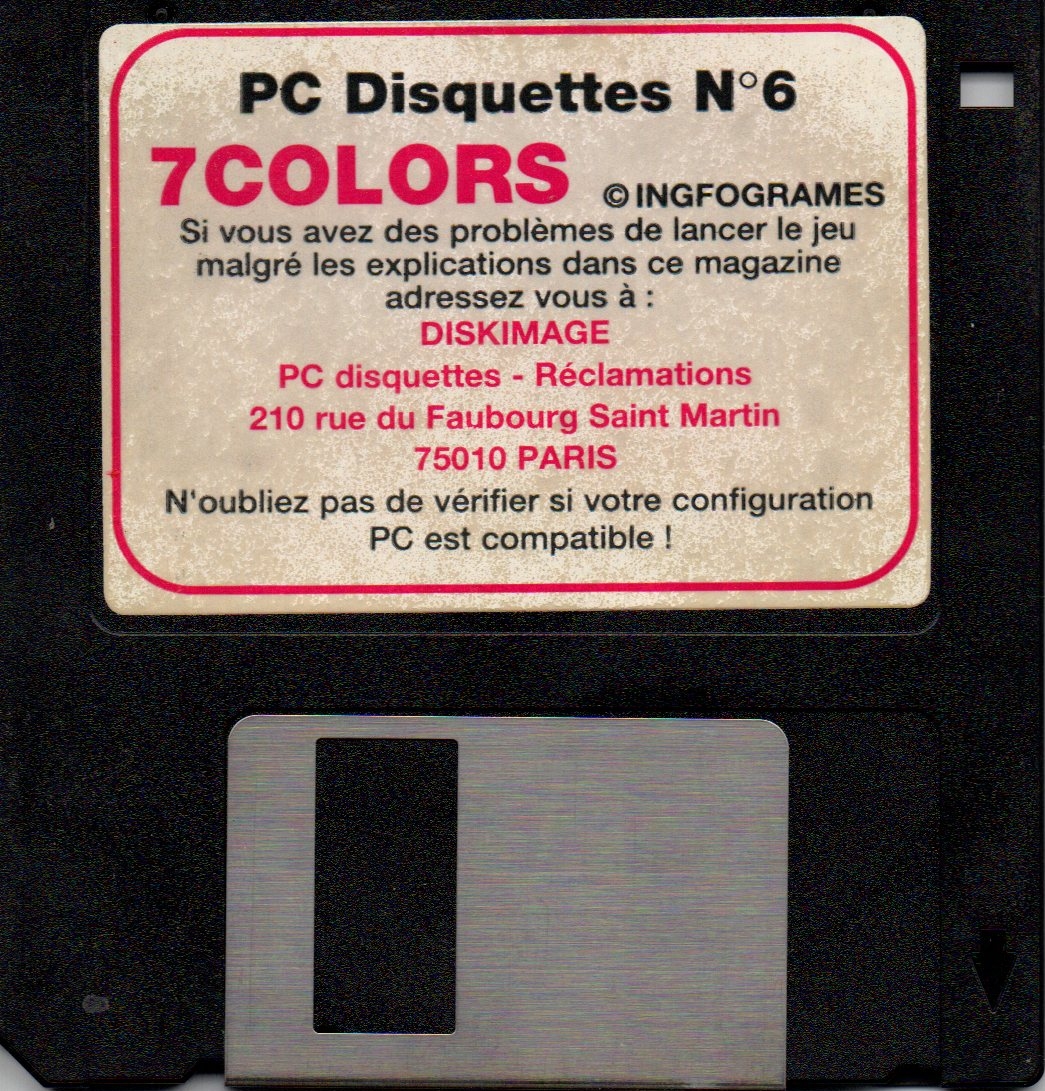 PC Disquettes N°6
7COLORS © INGFOGRAMES
Si vous avez des problèmes de lancer le jeu
malgré les explications dans ce magazine
adressez vous à :
DISKIMAGE
PC disquettes - Réclamations
210 rue du Faubourg Saint Martin
75010 PARIS
N'oubliez pas de vérifier si votre configuration
PC est compatible !